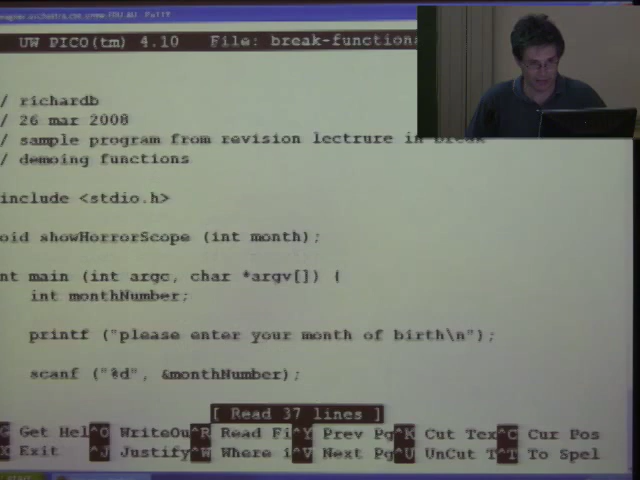 UW PICO(tm) 4.10 File: break-function
/ richardb
/ 26 mar 2008
/ sample program from revision lectrure in break
/ demoing functions
include <stdio.h>
oid showHorrorScope (int month);
nt main (int argc, char *argv[]) {
int monthNumber;
printf ("please enter your month of birth\n");
scanf ("%d", &monthNumber);
[ Read 37 lines ]
G Get Hel ^O WriteOu ^R Read Fi ^Y Prev Pg ^K Cut Tex ^C Cur Pos
X Exit ^J Justify ^W Where i ^V Next Pg ^U UnCut T ^T To Spel